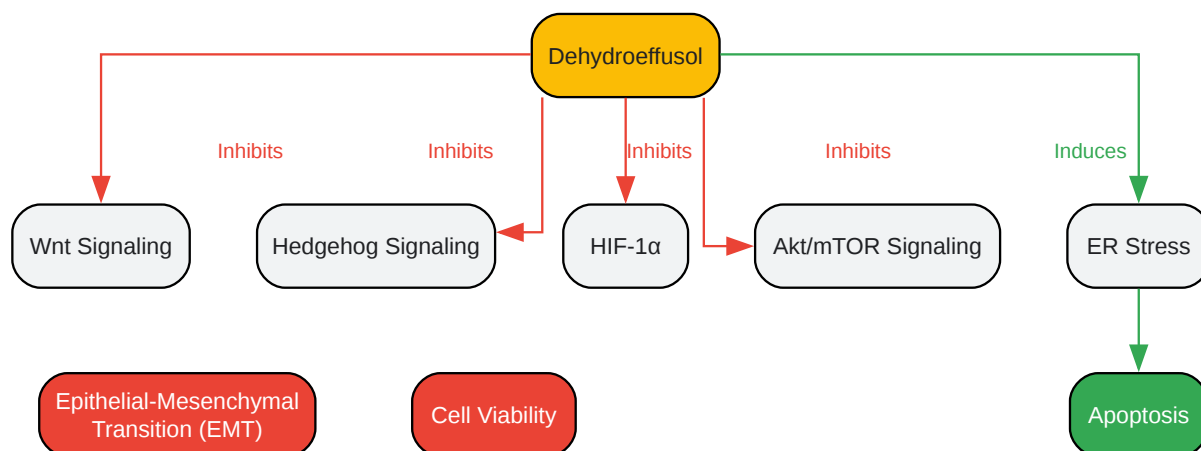 Dehydroeffusol
Inhibits
Inhibits
Inhibits
Inhibits
Induces
Wnt Signaling
Hedgehog Signaling
HIF-1α
Akt/mTOR Signaling
ER Stress
Epithelial-Mesenchymal
Transition (EMT)
Cell Viability
Apoptosis